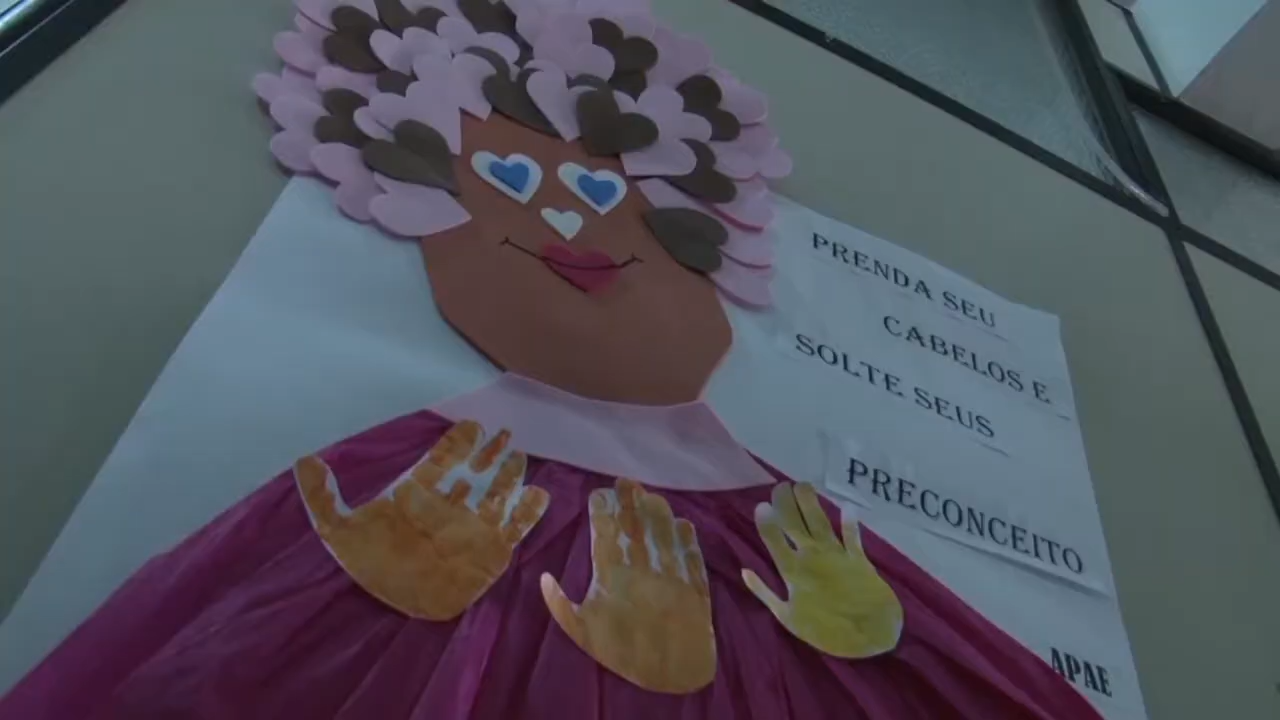 PRENDA SEU
CABELOS E
SOLTE SEUS
PRECONCEITO
APAE